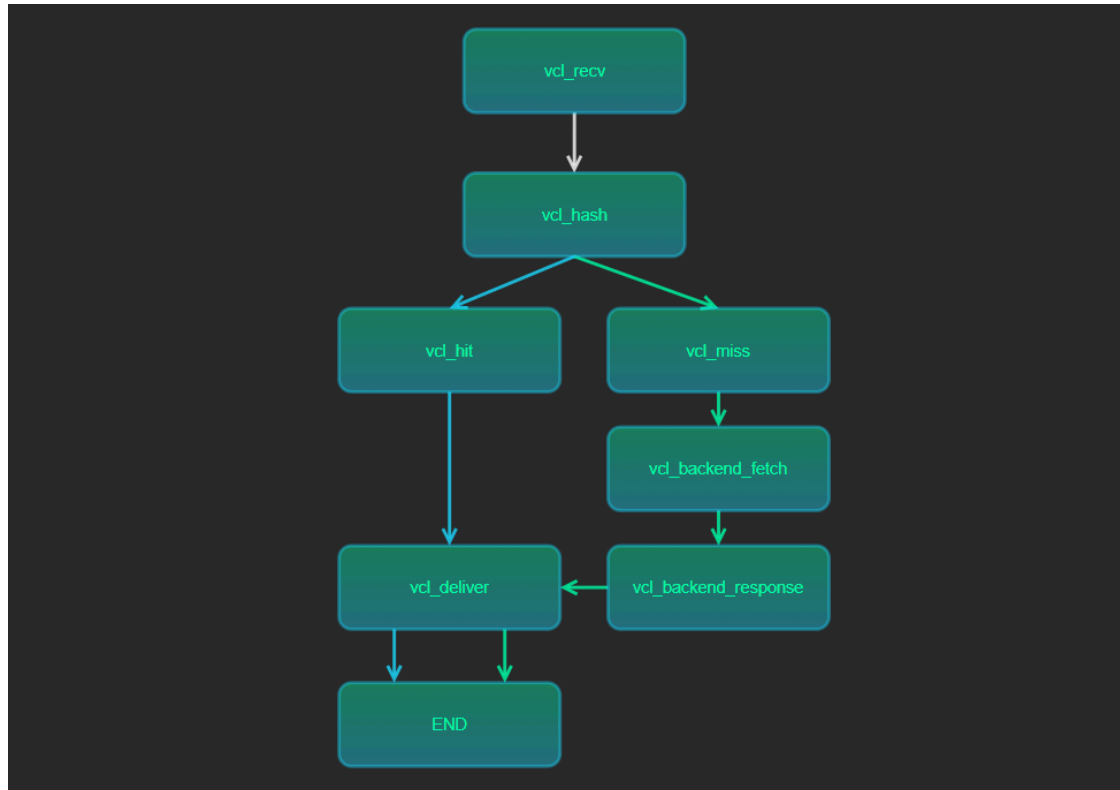 vcl_recv
vcl_hash
vcl_hit
vcl_miss
vcl_backend_fetch
vcl_deliver
vcl_backend_response
END